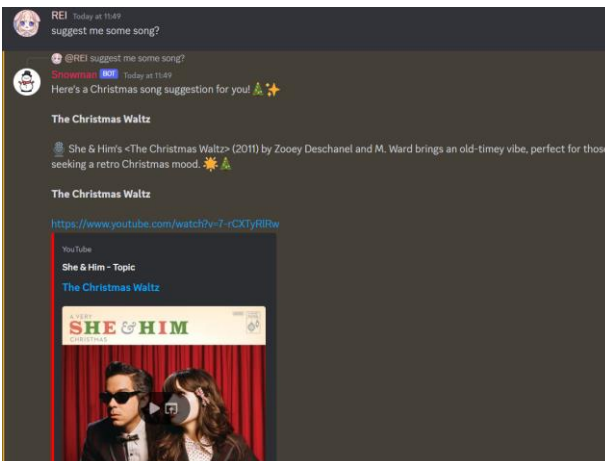 REI Today at 11:49
suggest me some song?
@REI suggest me some song?
Snowman BOT Today at 11:49
Here's a Christmas song suggestion for you! 🎄✨
The Christmas Waltz
🎙️ She & Him's <The Christmas Waltz> (2011) by Zooey Deschanel and M. Ward brings an old-timey vibe, perfect for those
seeking a retro Christmas mood. 🌟🎄
The Christmas Waltz
https://www.youtube.com/watch?v=7-rCXTyRlRw
YouTube
She & Him - Topic
The Christmas Waltz
A VERY
SHE & HIM
CHRISTMAS